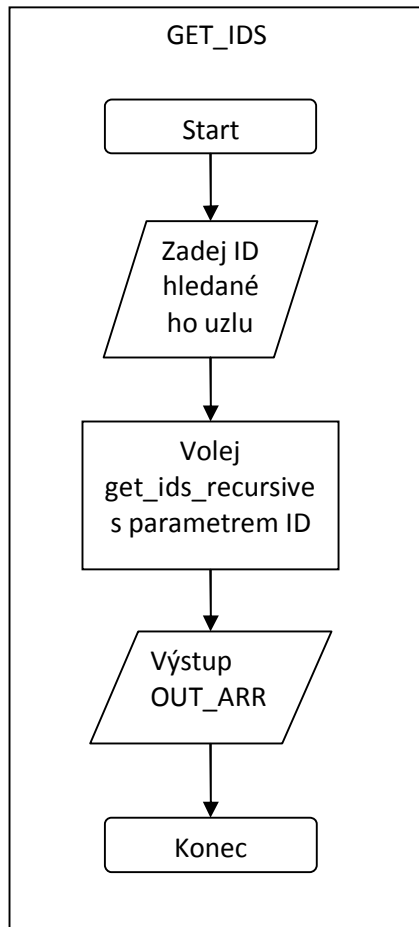 GET_IDS
Start
Zadej ID
hledané
ho uzlu
Volej
get_ids_recursive
s parametrem ID
Výstup
OUT_ARR
Konec